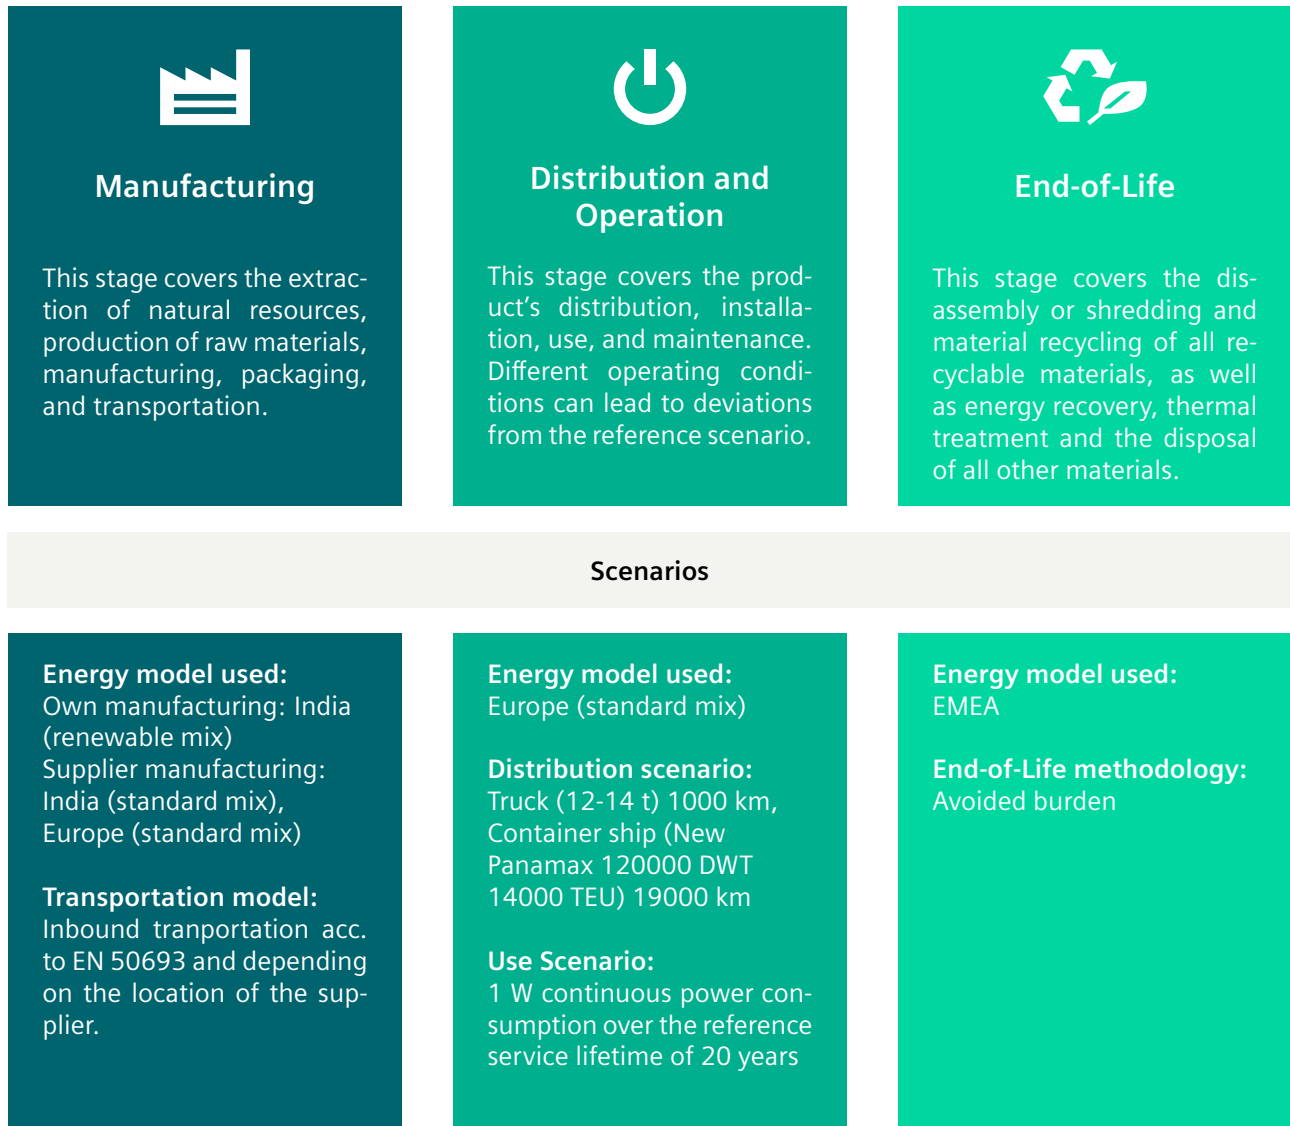 Manufacturing
This stage covers the extrac-
tion of natural resources,
production of raw materials,
manufacturing, packaging,
and transportation.
Distribution and
Operation
This stage covers the prod-
uct's distribution, installa-
tion, use, and maintenance.
Different operating condi-
tions can lead to deviations
from the reference scenario.
End-of-Life
This stage covers the dis-
assembly or shredding and
material recycling of all re-
cyclable materials, as well
as energy recovery, thermal
treatment and the disposal
of all other materials.
Scenarios
Energy model used:
Own manufacturing: India
(renewable mix)
Supplier manufacturing:
India (standard mix),
Europe (standard mix)
Transportation model:
Inbound tranportation acc.
to EN 50693 and depending
on the location of the sup-
plier.
Energy model used:
Europe (standard mix)
Distribution scenario:
Truck (12-14 t) 1000 km,
Container ship (New
Panamax 120000 DWT
14000 TEU) 19000 km
Use Scenario:
1 W continuous power con-
sumption over the reference
service lifetime of 20 years
Energy model used:
EMEA
End-of-Life methodology:
Avoided burden